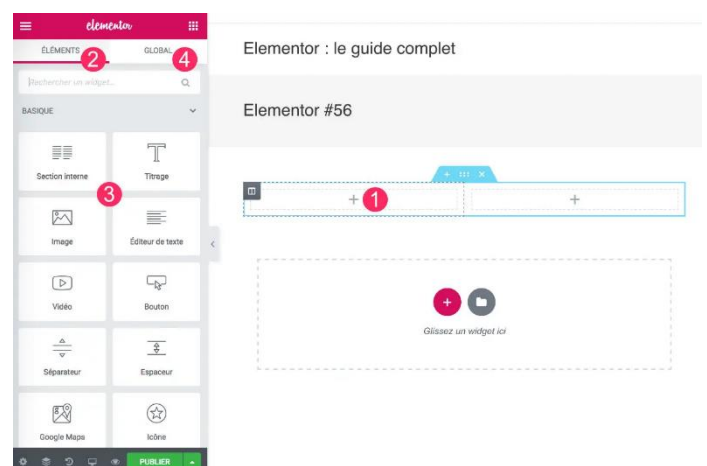 elementor
ÉLÉMENTS
2
GLOBAL
4
Rechercher un widget...
BASIQUE
Section interne
Titrage
3
Image
Éditeur de texte
Vidéo
Bouton
Séparateur
Espaceur
Google Maps
Icône
PUBLIER
Elementor : le guide complet
Elementor #56
1
Glissez un widget ici